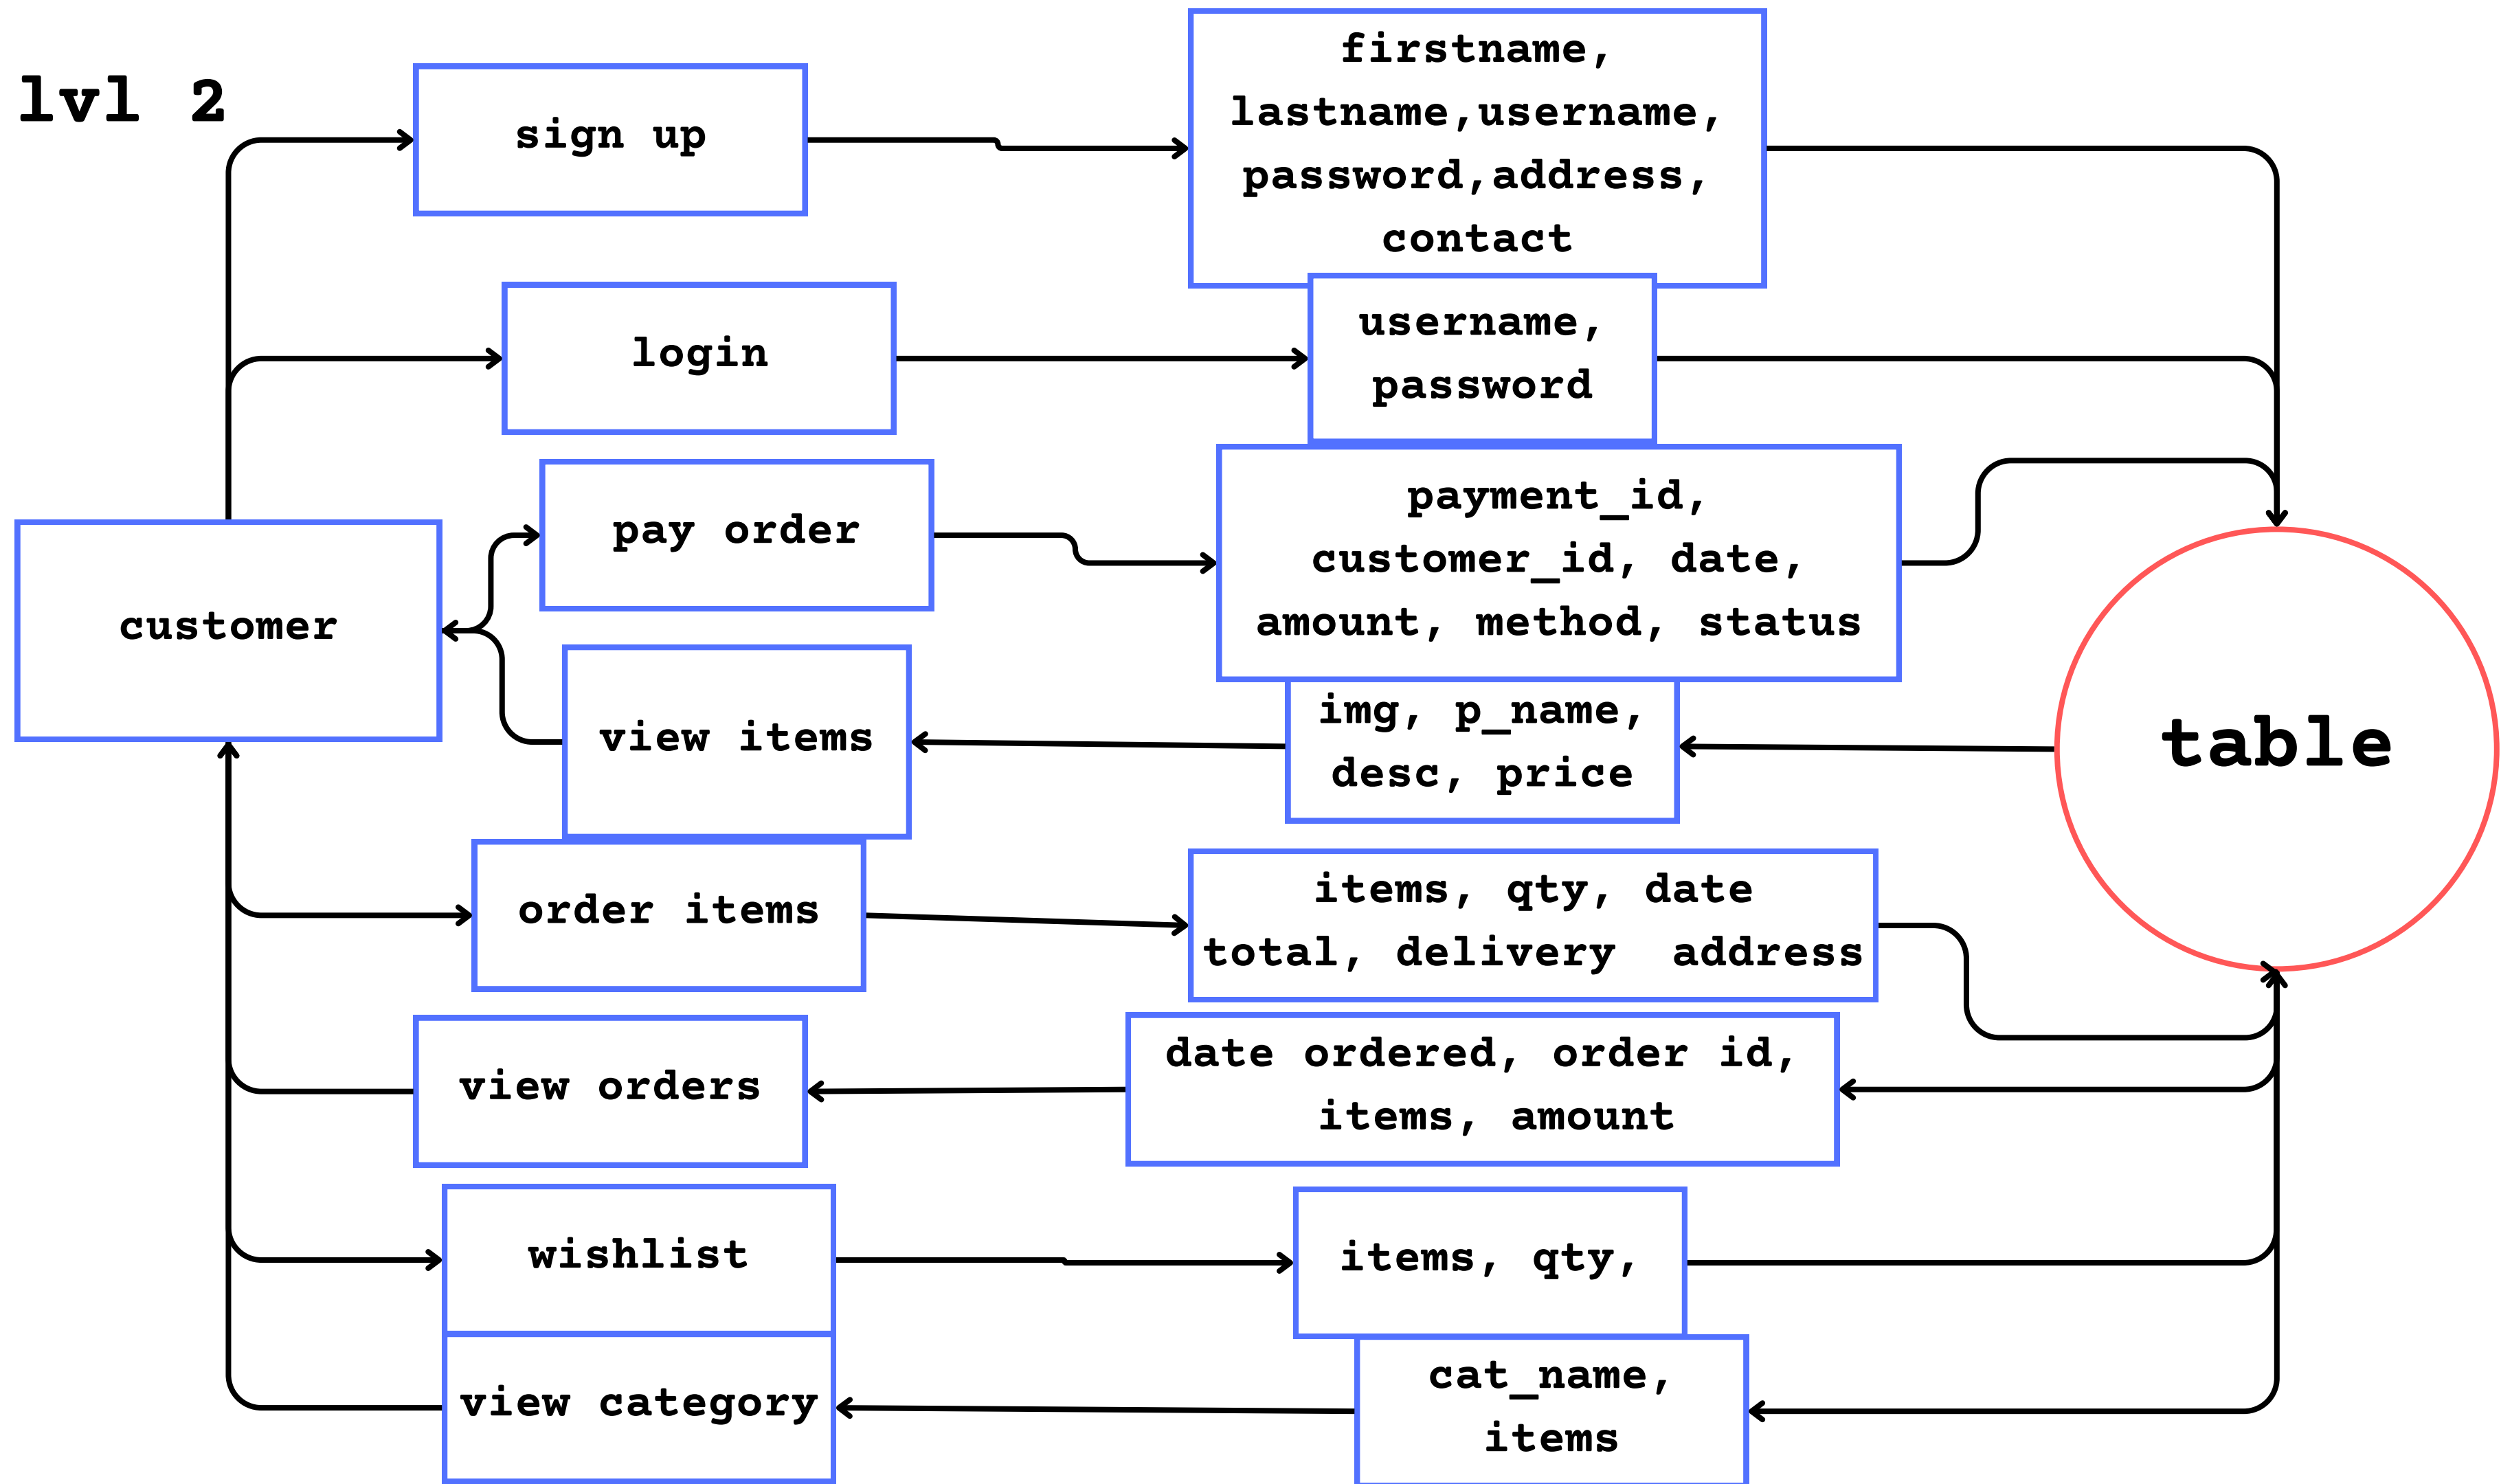 lvl 2
sign up
firstname,
lastname,username,
password,address,
contact
login
username,
password
pay order
payment_id,
customer_id, date,
amount, method, status
customer
view items
img, p_name,
desc, price
table
order items
items, qty, date
total, delivery  address
view orders
date ordered, order id,
items, amount
wishlist
items, qty,
view category
cat_name,
items